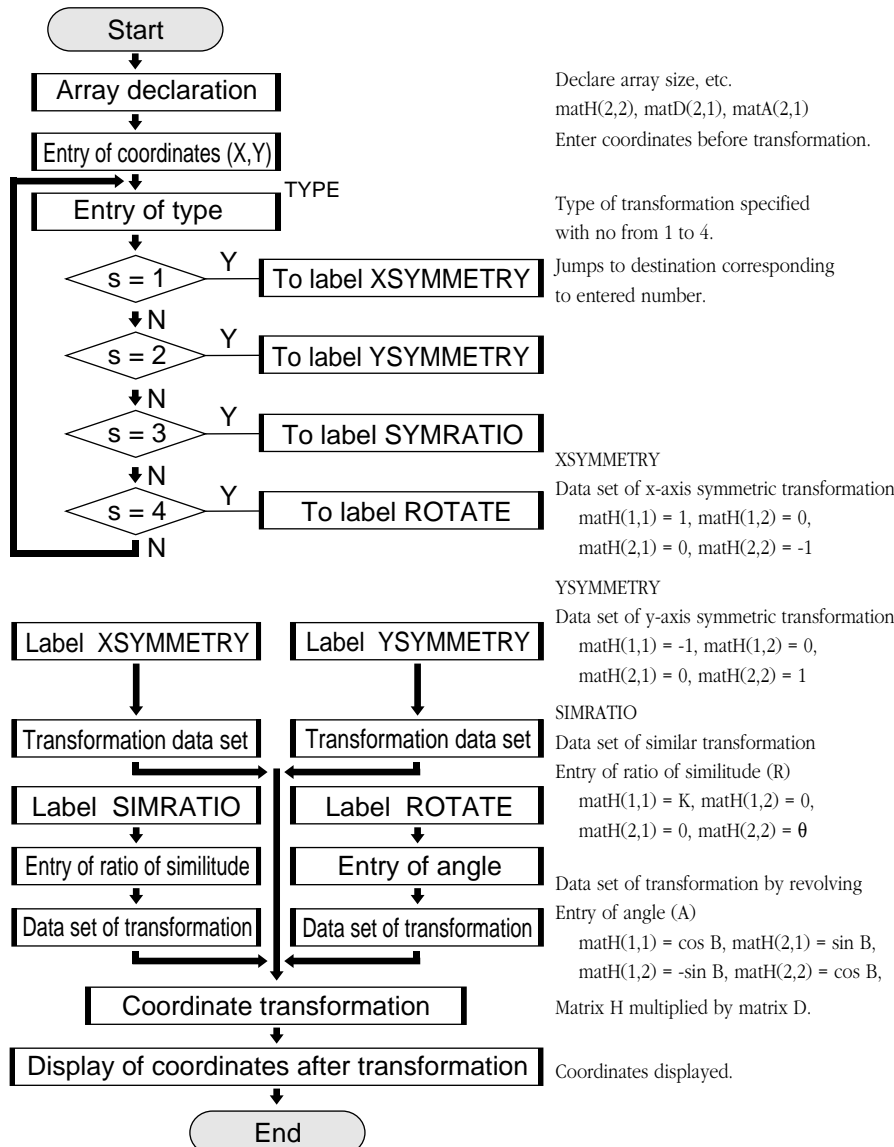 Start
Array declaration
Entry of coordinates (X,Y)
Entry of type
TYPE
s = 1
Y
To label XSYMMETRY
N
s = 2
Y
To label YSYMMETRY
N
s = 3
Y
To label SYMRATIO
N
s = 4
Y
To label ROTATE
N
Label XSYMMETRY
Label YSYMMETRY
Transformation data set
Transformation data set
Label SIMRATIO
Label ROTATE
Entry of ratio of similitude
Entry of angle
Data set of transformation
Data set of transformation
Coordinate transformation
Display of coordinates after transformation
End
Declare array size, etc.
matH(2,2), matD(2,1), matA(2,1)
Enter coordinates before transformation.
Type of transformation specified
with no from 1 to 4.
Jumps to destination corresponding
to entered number.
XSYMMETRY
Data set of x-axis symmetric transformation
matH(1,1) = 1, matH(1,2) = 0,
matH(2,1) = 0, matH(2,2) = -1
YSYMMETRY
Data set of y-axis symmetric transformation
matH(1,1) = -1, matH(1,2) = 0,
matH(2,1) = 0, matH(2,2) = 1
SIMRATIO
Data set of similar transformation
Entry of ratio of similitude (R)
matH(1,1) = K, matH(1,2) = 0,
matH(2,1) = 0, matH(2,2) = θ
Data set of transformation by revolving
Entry of angle (A)
matH(1,1) = cos B, matH(2,1) = sin B,
matH(1,2) = -sin B, matH(2,2) = cos B,
Matrix H multiplied by matrix D.
Coordinates displayed.